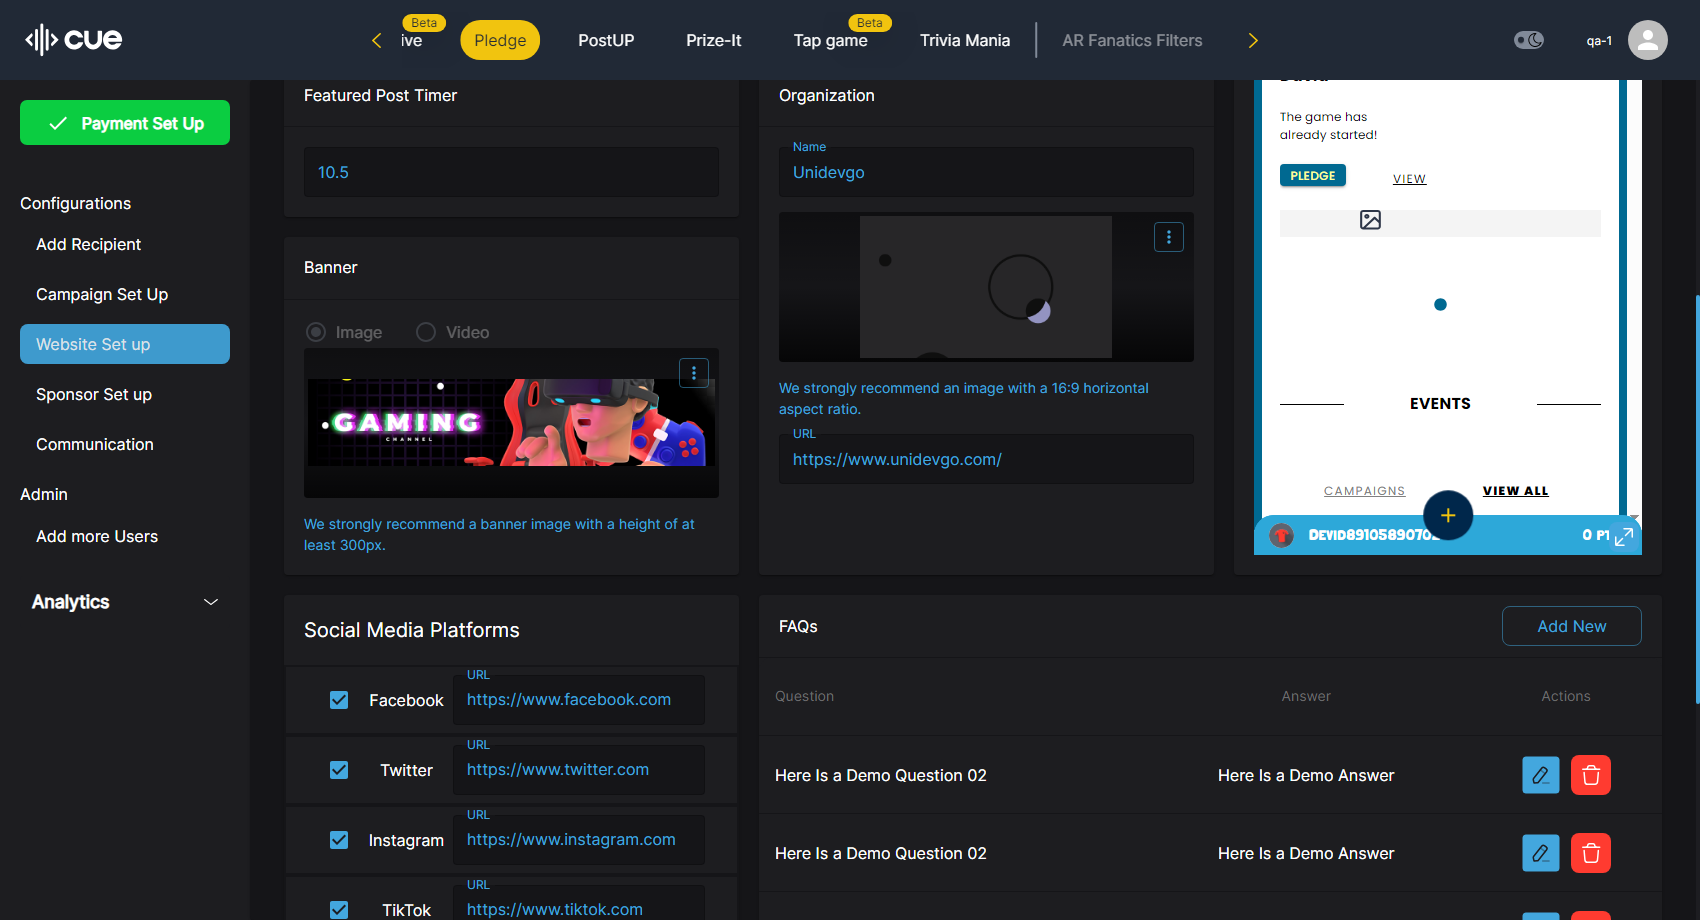 cue
Beta
ive
Pledge
PostUP
Prize-It
Beta
Tap game
Trivia Mania
AR Fanatics Filters
qa-1
Payment Set Up
Configurations
Add Recipient
Campaign Set Up
Website Set up
Sponsor Set up
Communication
Admin
Add more Users
Analytics
Featured Post Timer
10.5
Banner
Image
Video
GAMING
CHANNEL
We strongly recommend a banner image with a height of at
least 300px.
Organization
Name
Unidevgo
We strongly recommend an image with a 16:9 horizontal
aspect ratio.
URL
https://www.unidevgo.com/
The game has
already started!
PLEDGE
VIEW
EVENTS
CAMPAIGNS
VIEW ALL
DEVID89105890702
0 PT
Social Media Platforms
Facebook
URL
https://www.facebook.com
Twitter
URL
https://www.twitter.com
Instagram
URL
https://www.instagram.com
TikTok
URL
https://www.tiktok.com
FAQs
Add New
Question
Answer
Actions
Here Is a Demo Question 02
Here Is a Demo Answer
Here Is a Demo Question 02
Here Is a Demo Answer